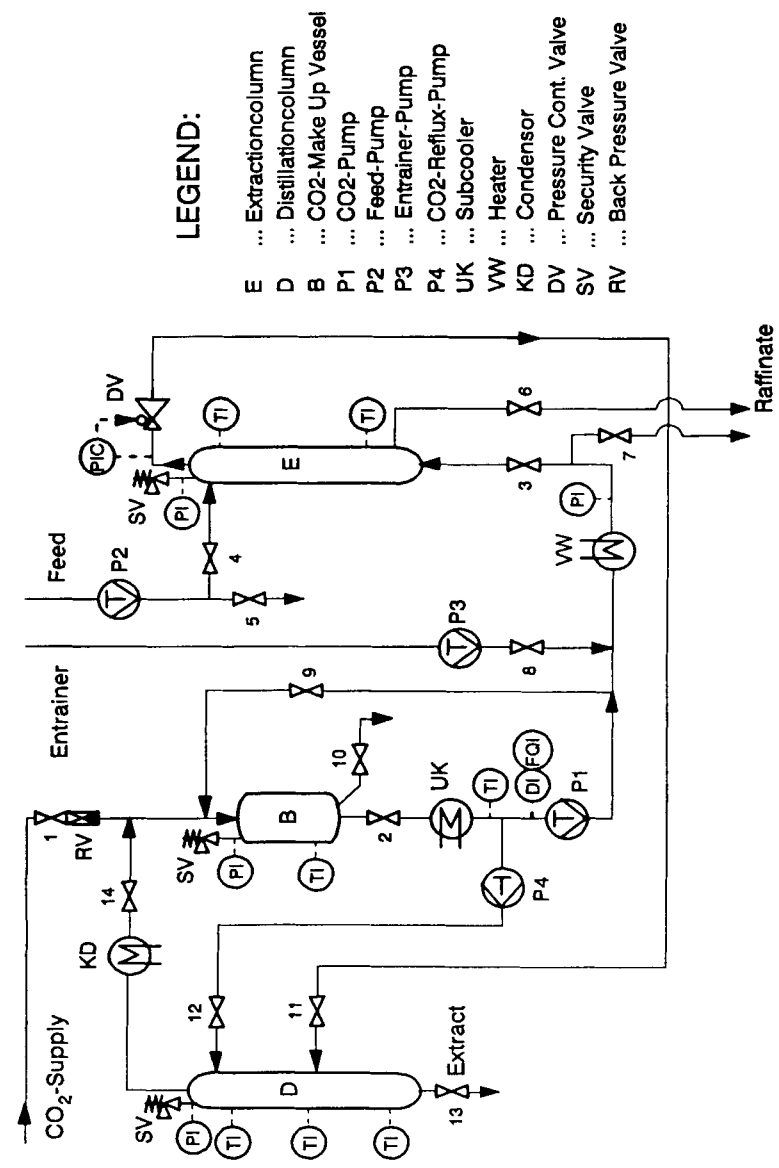 CO2-Supply
Entrainer
Feed
1
RV
14
KD
SV
PI
B
TI
9
10
2
UK
TI
DI
FQI
P1
P4
12
11
SV
PI
TI
TI
TI
D
13
Extract
P2
4
5
P3
8
PIC
DV
SV
PI
TI
TI
E
3
6
7
PI
VW
Raffinate
LEGEND:
E ... Extractioncolumn
D ... Distillationcolumn
B ... CO2-Make Up Vessel
P1 ... CO2-Pump
P2 ... Feed-Pump
P3 ... Entrainer-Pump
P4 ... CO2-Reflux-Pump
UK ... Subcooler
VW ... Heater
KD ... Condensor
DV ... Pressure Cont. Valve
SV ... Security Valve
RV ... Back Pressure Valve